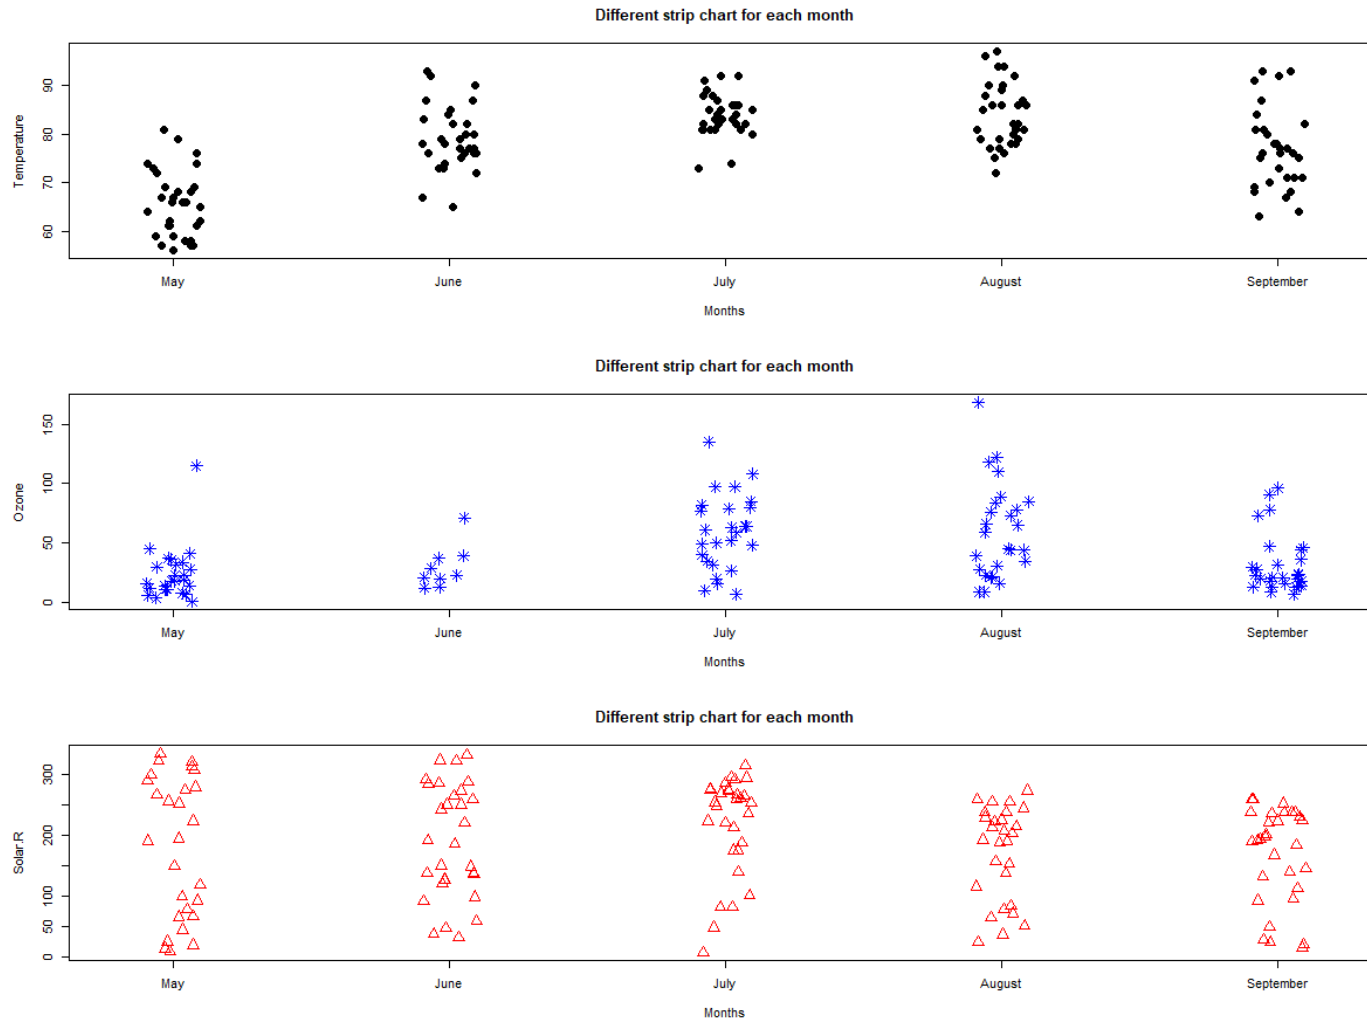 Different strip chart for each month
Temperature
90
80
70
60
May June July August September
Months
Different strip chart for each month
Ozone
150
100
50
0
May June July August September
Months
Different strip chart for each month
Solar.R
300
200
100
50
0
May June July August September
Months